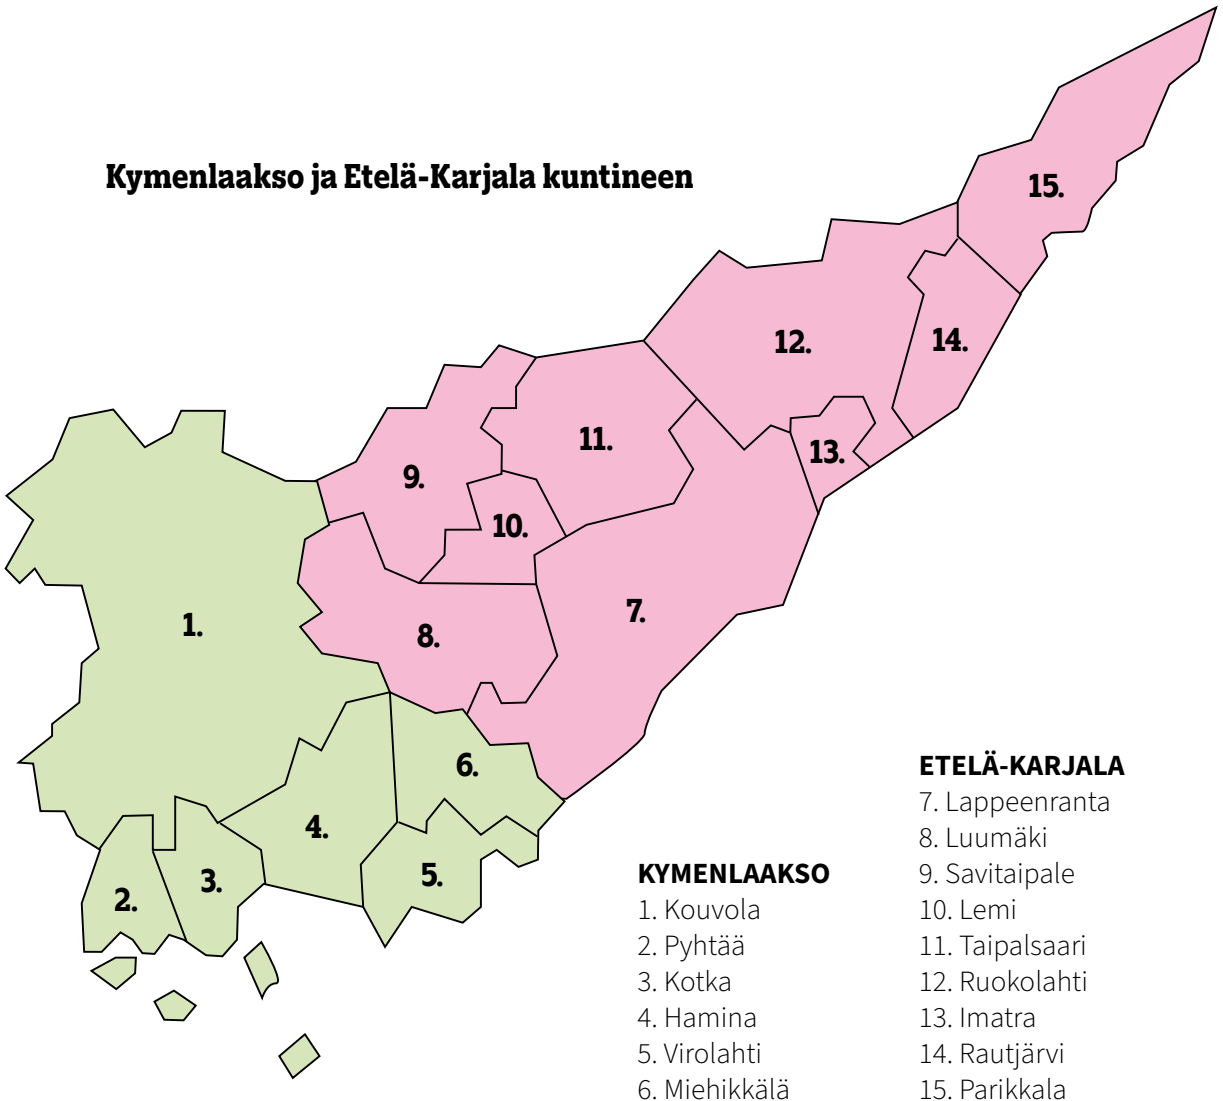 Kymenlaakso ja Etelä-Karjala kuntineen
15.
12.
14.
11.
13.
9.
10.
7.
1.
8.
6.
4.
5.
3.
2.
KYMENLAAKSO
1. Kouvola
2. Pyhtää
3. Kotka
4. Hamina
5. Virolahti
6. Miehikkälä
ETELÄ-KARJALA
7. Lappeenranta
8. Luumäki
9. Savitaipale
10. Lemi
11. Taipalsaari
12. Ruokolahti
13. Imatra
14. Rautjärvi
15. Parikkala